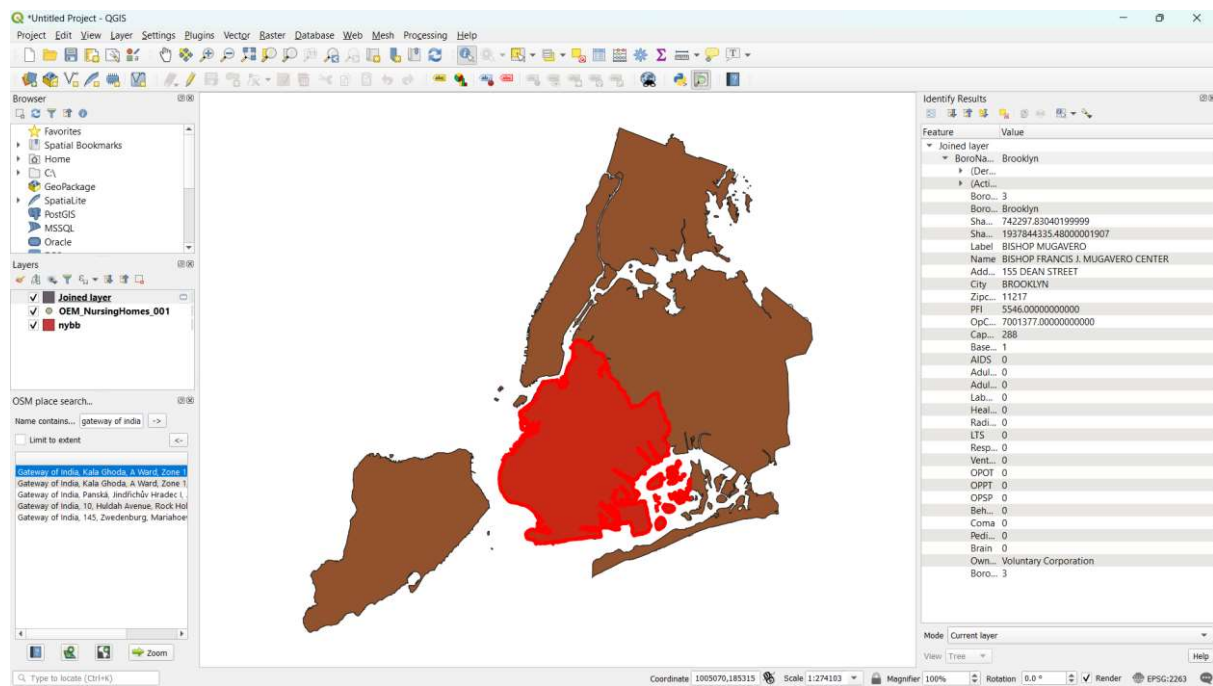 *Untitled Project - QGIS
Project Edit View Layer Settings Plugins Vector Raster Database Web Mesh Processing Help
Browser
Favorites
Spatial Bookmarks
Home
C:\
GeoPackage
SpatiaLite
PostGIS
MSSQL
Oracle
Layers
Joined layer
OEM_NursingHomes_001
nybb
OSM place search...
Name contains... gateway of india ->
Limit to extent <-
Gateway of India, Kala Ghoda, A Ward, Zone 1
Gateway of India, Kala Ghoda, A Ward, Zone 1,
Gateway of India, Panská, Jindřichův Hradec I,
Gateway of India, 10, Huldah Avenue, Rock Hol
Gateway of India, 145, Zwedenburg, Mariahoe
Zoom
Identify Results
Feature Value
Joined layer
BoroNa... Brooklyn
(Der...
(Acti...
Boro... 3
Boro... Brooklyn
Sha... 742297.83040199999
Sha... 1937844335.48000001907
Label BISHOP MUGAVERO
Name BISHOP FRANCIS J. MUGAVERO CENTER
Add... 155 DEAN STREET
City BROOKLYN
Zipc... 11217
PFI 5546.00000000000
OpC... 7001377.00000000000
Cap... 288
Base... 1
AIDS 0
Adul... 0
Adul... 0
Lab... 0
Heal... 0
Radi... 0
LTS 0
Resp... 0
Vent... 0
OPOT 0
OPPT 0
OPSP 0
Beh... 0
Coma 0
Pedi... 0
Brain 0
Own... Voluntary Corporation
Boro... 3
Mode Current layer
View Tree Help
Type to locate (Ctrl+K) Coordinate 1005070,185315 Scale 1:274103 Magnifier 100% Rotation 0.0 ° Render EPSG:2263